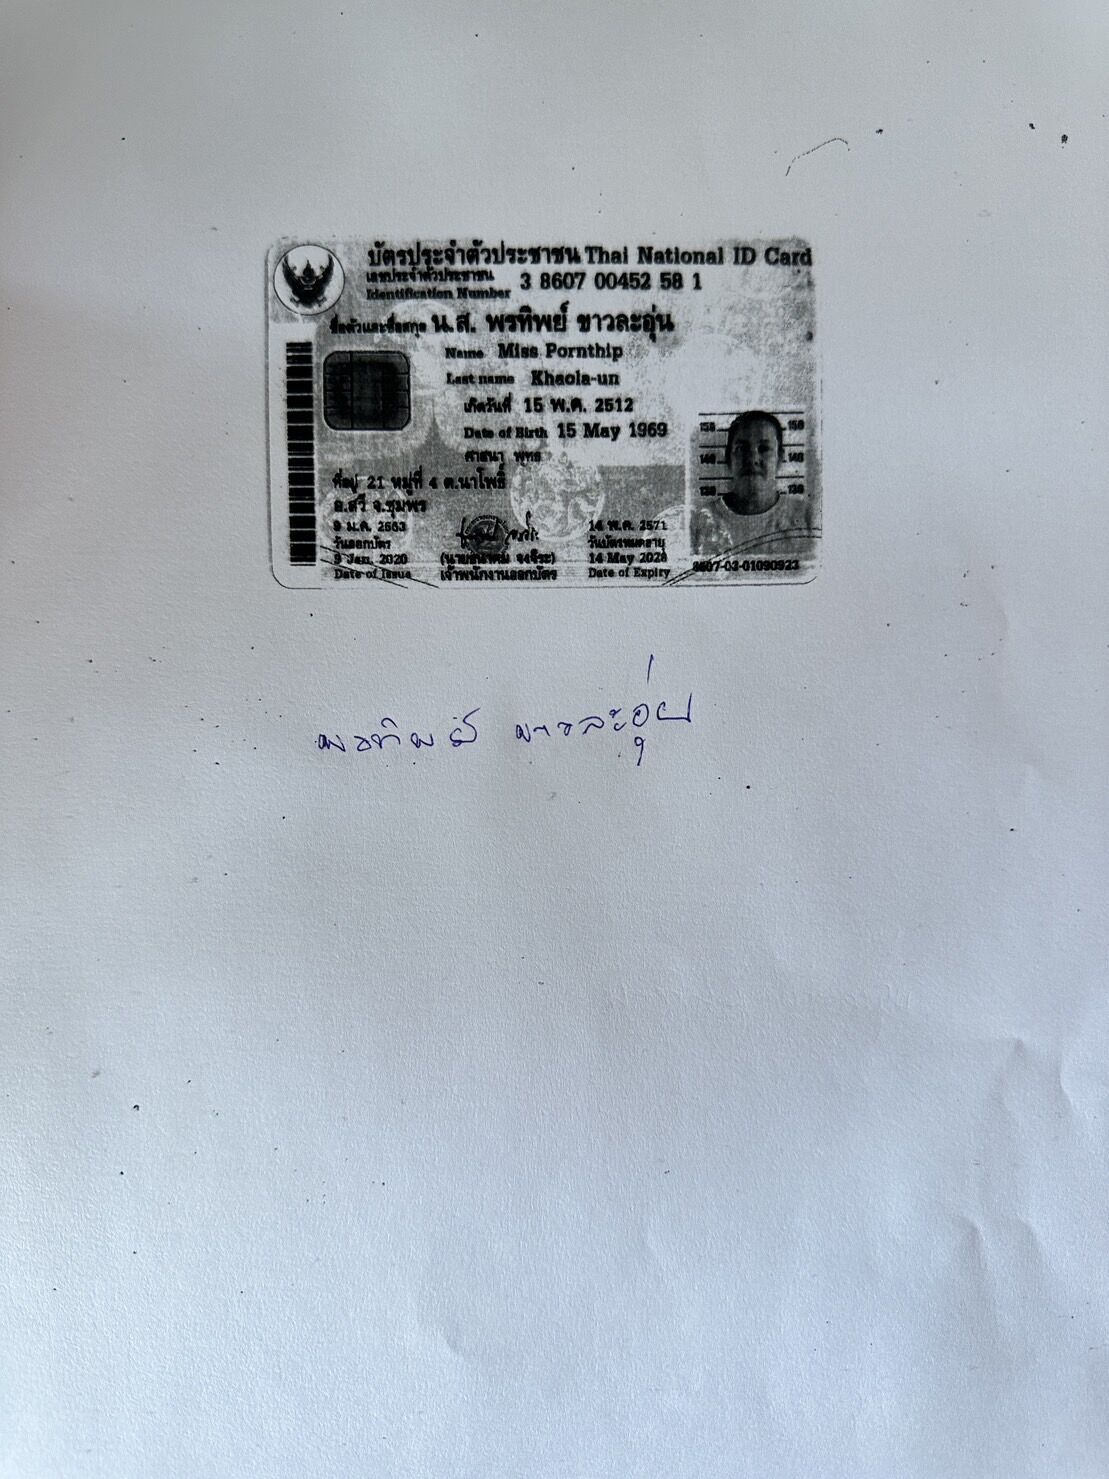 บัตรประจำตัวประชาชน Thai National ID Card
เลขประจำตัวประชาชน
Identification Number 3 8607 00452 58 1
ชื่อตัวและชื่อสกุล น.ส. พรทิพย์ ขาวละอุ่น
Name Miss Pornthip
Last name Khaola-un
เกิดวันที่ 15 พ.ค. 2512
Date of Birth 15 May 1969
ศาสนา พุทธ
ที่อยู่ 21 หมู่ที่ 4 ต.นาโพธิ์
อ.สวี จ.ชุมพร
9 ม.ค. 2563
วันออกบัตร
9 Jan. 2020
Date of Issue
เจ้าพนักงานออกบัตร
14 พ.ค. 2571
วันบัตรหมดอายุ
14 May 2028
Date of Expiry
150 150
140 140
130 130
8607-03-01090923
พรทิพย์ ขาวละอุ่น